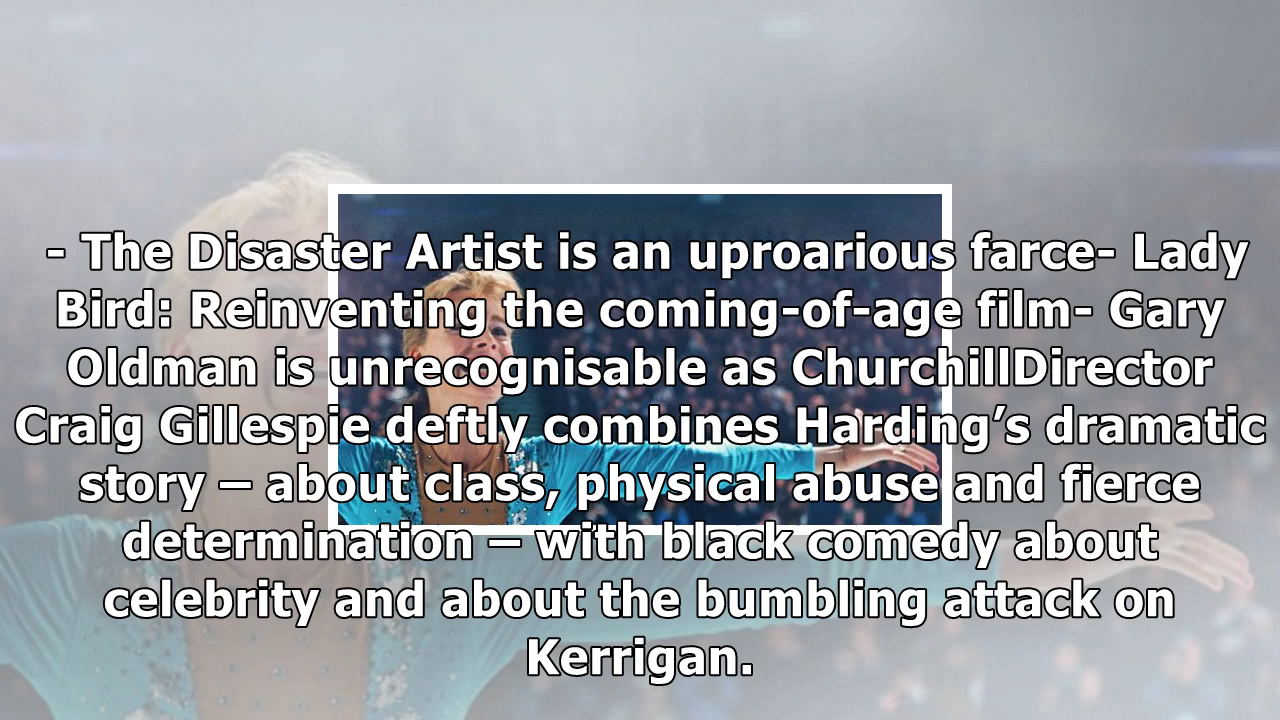 - The Disaster Artist is an uproarious farce- Lady
Bird: Reinventing the coming-of-age film- Gary
Oldman is unrecognisable as ChurchillDirector
Craig Gillespie deftly combines Harding’s dramatic
story – about class, physical abuse and fierce
determination – with black comedy about
celebrity and about the bumbling attack on
Kerrigan.